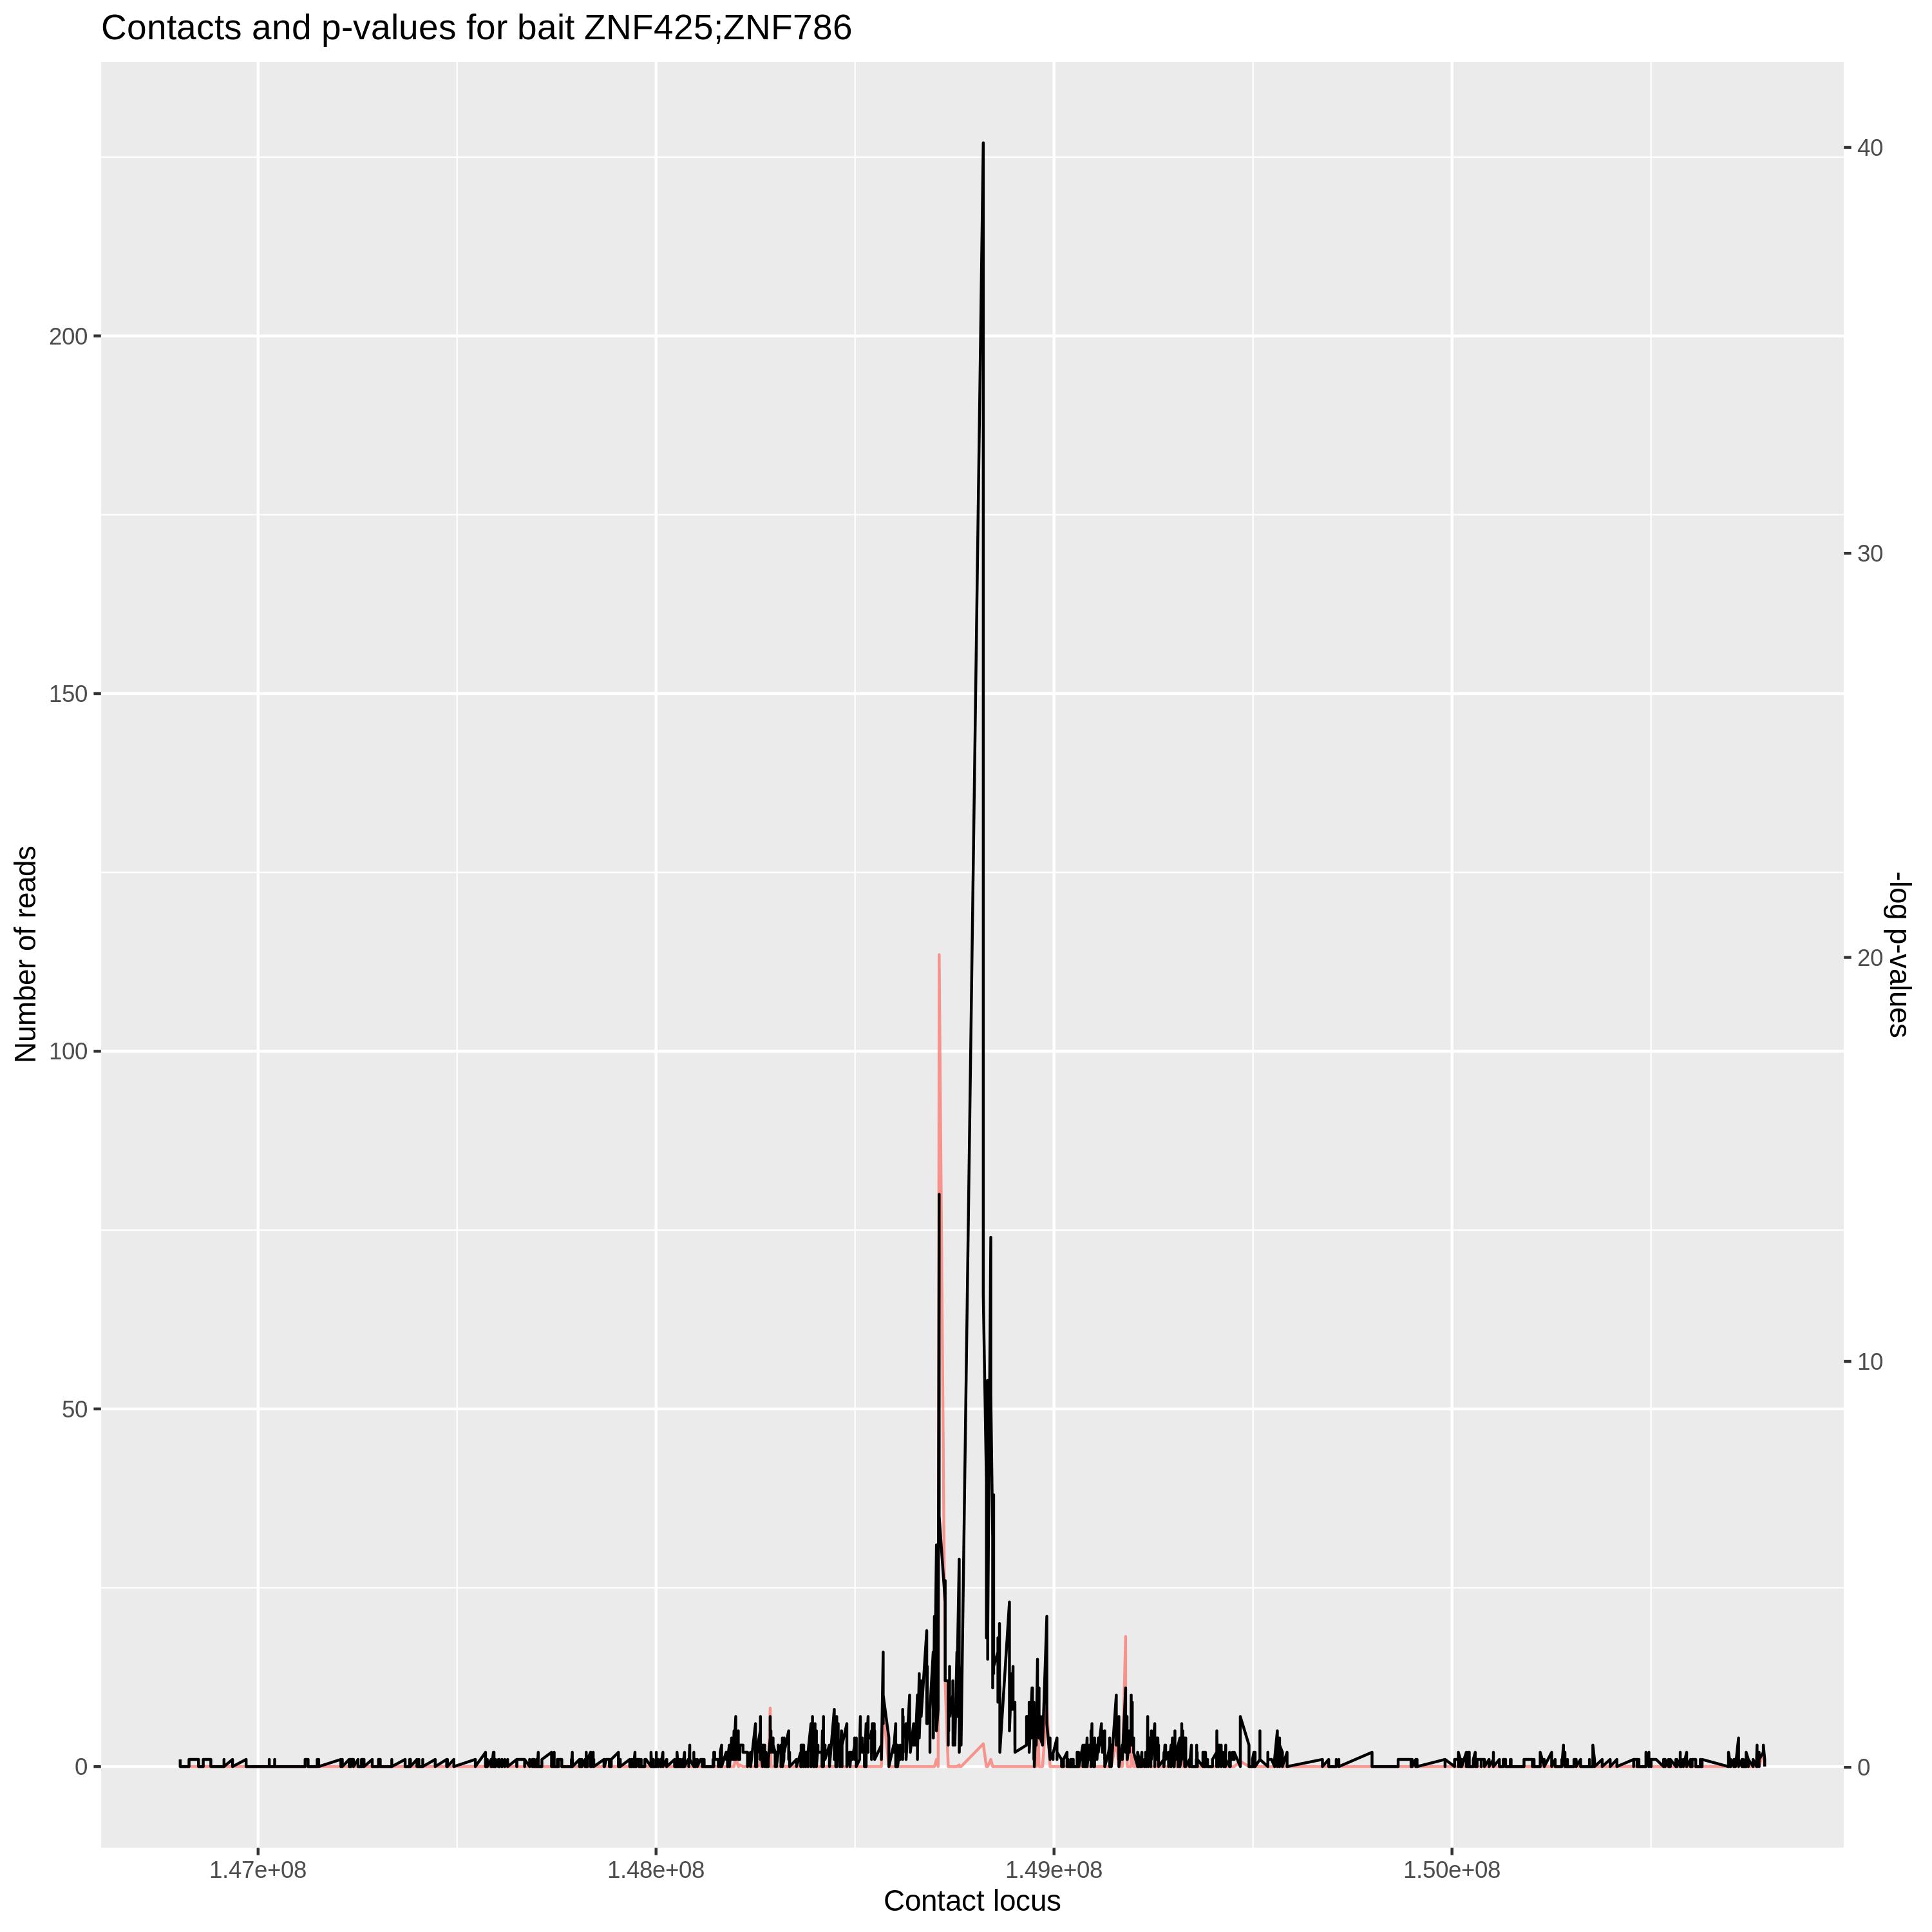 Contacts and p-values for bait ZNF425;ZNF786
200
150
100
50
0
Number of reads
40
30
20
10
0
-log p-values
1.47e+08
1.48e+08
1.49e+08
1.50e+08
Contact locus